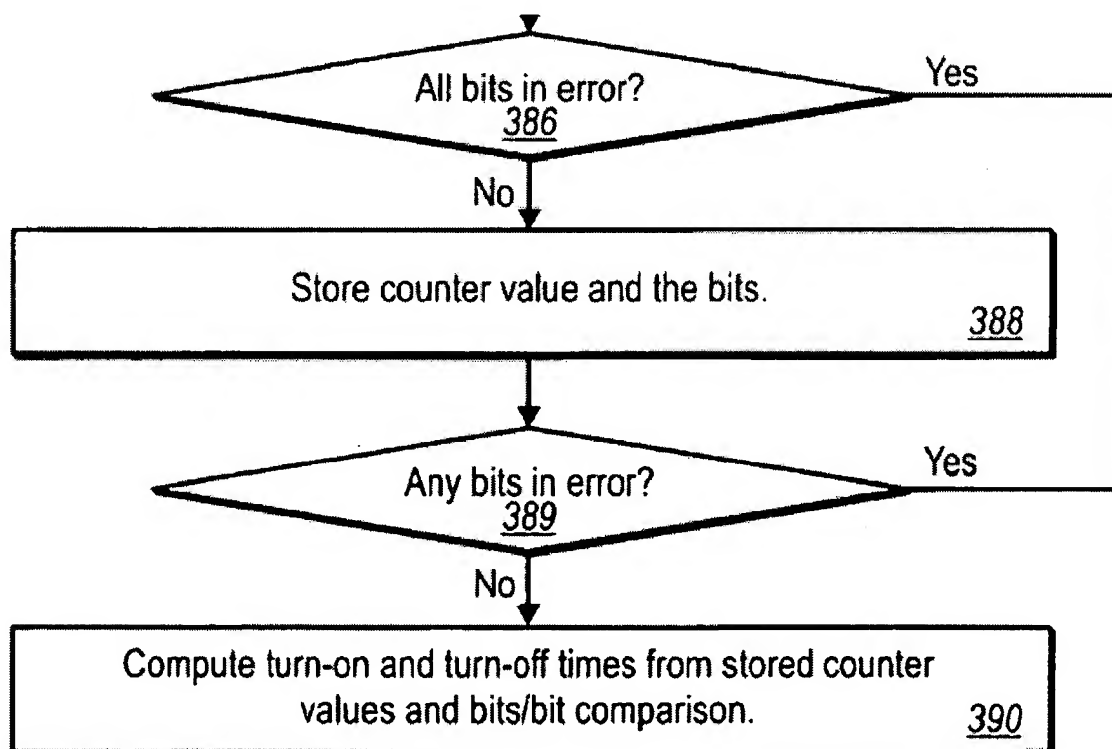 All bits in error?
386
Yes
No
Store counter value and the bits.
388
Any bits in error?
389
Yes
No
Compute turn-on and turn-off times from stored counter
values and bits/bit comparison.
390